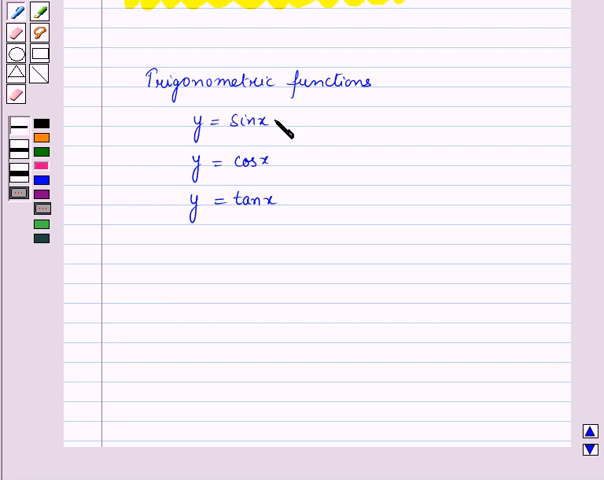 Trigonometric functions
y = sinx
y = cosx
y = tanx